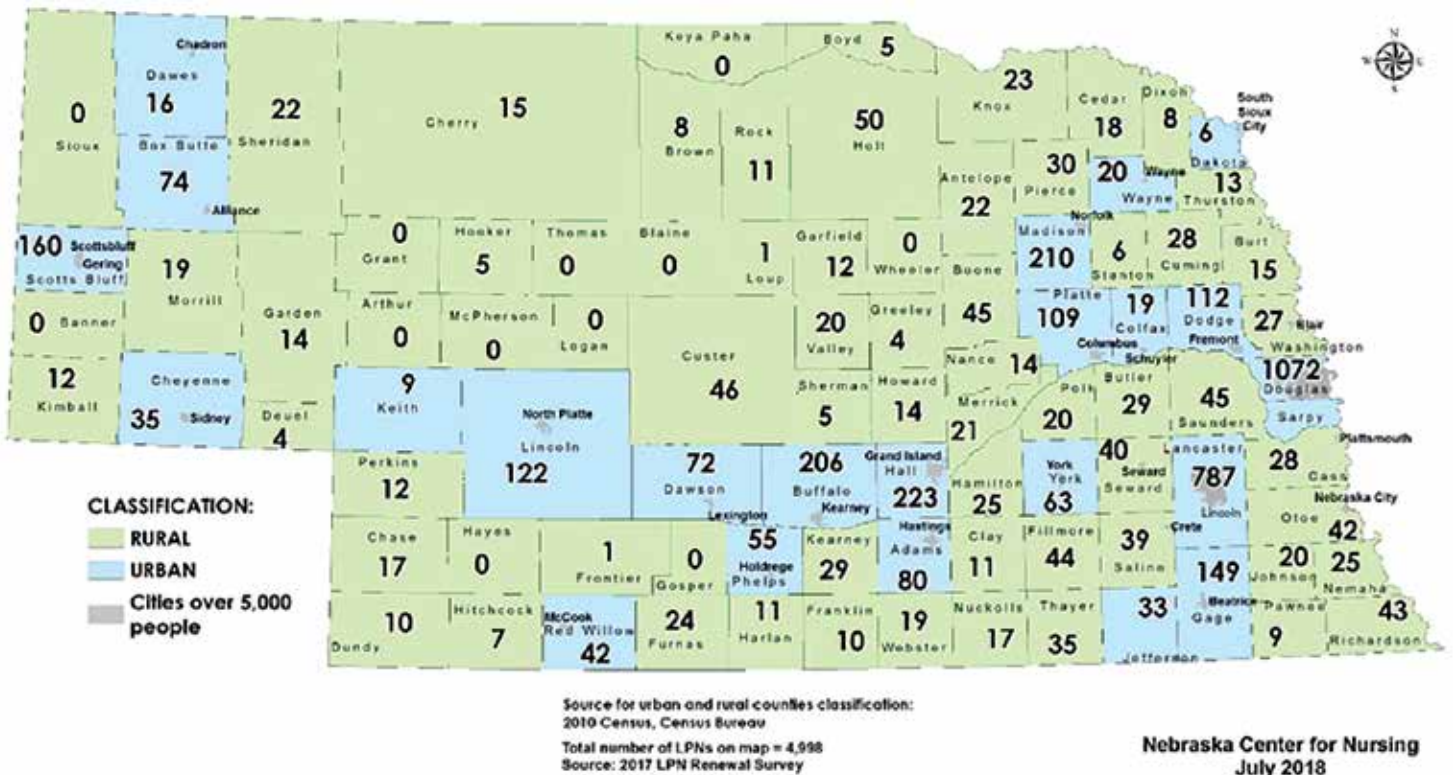 N
W E
S
Chadron
Dawes
16
0
Sioux
22
Sheridan
Box Butte
74
Alliance
Cherry
15
Keya Paha
0
Boyd 5
8
Brown
Rock
11
50
Holt
23
Knox
Cedar
18
Dixon
8
South
Sioux
City
6
Dakota
30
Pierce
20
Wayne
Wayne
13
Thurston
Antelope
22
160 Scottsbluff
Gering
Scotts Bluff
19
Morrill
0
Grant
Hooker
5
Thomas
0
Blaine
0
1
Loup
Garfield
12
0
Wheeler
Boone
45
Norfolk
Madison
210
6
Stanton
28
Cuming
Burt
15
0 Banner
Garden
14
Arthur
0
McPherson
0
0
Logan
Custer
46
20
Valley
Greeley
4
Platte
109
Columbus
19
Colfax
Schuyler
112
Dodge
Fremont
27
Blair
Washington
12
Kimball
Cheyenne
35 Sidney
Deuel
4
9
Keith
North Platte
Lincoln
122
Sherman
5
Howard
14
Nance
14
Merrick
21
Polk
20
Butler
29
45
Saunders
1072
Douglas
Sarpy
Plattsmouth
Perkins
12
72
Dawson
Lexington
206
Buffalo
Kearney
Grand Island
Hall
223
Hamilton
25
York
York
63
40
Seward
Seward
Lancaster
787
Lincoln
28
Cass
Nebraska City
Otoe
42
Chase
17
Hayes
0
1
Frontier
0
Gosper
55
Holdrege
Phelps
Kearney
29
Hastings
Adams
80
Clay
11
Fillmore
44
Crete
39
Saline
149
Beatrice
Gage
20
Johnson
25
Nemaha
Dundy
10
Hitchcock
7
McCook
Red Willow
42
24
Furnas
11
Harlan
Franklin
10
19
Webster
Nuckolls
17
Thayer
35
33
Jefferson
Pawnee
9
43
Richardson
CLASSIFICATION:
RURAL
URBAN
Cities over 5,000
people
Source for urban and rural counties classification:
2010 Census, Census Bureau
Total number of LPNs on map = 4,998
Source: 2017 LPN Renewal Survey
Nebraska Center for Nursing
July 2018